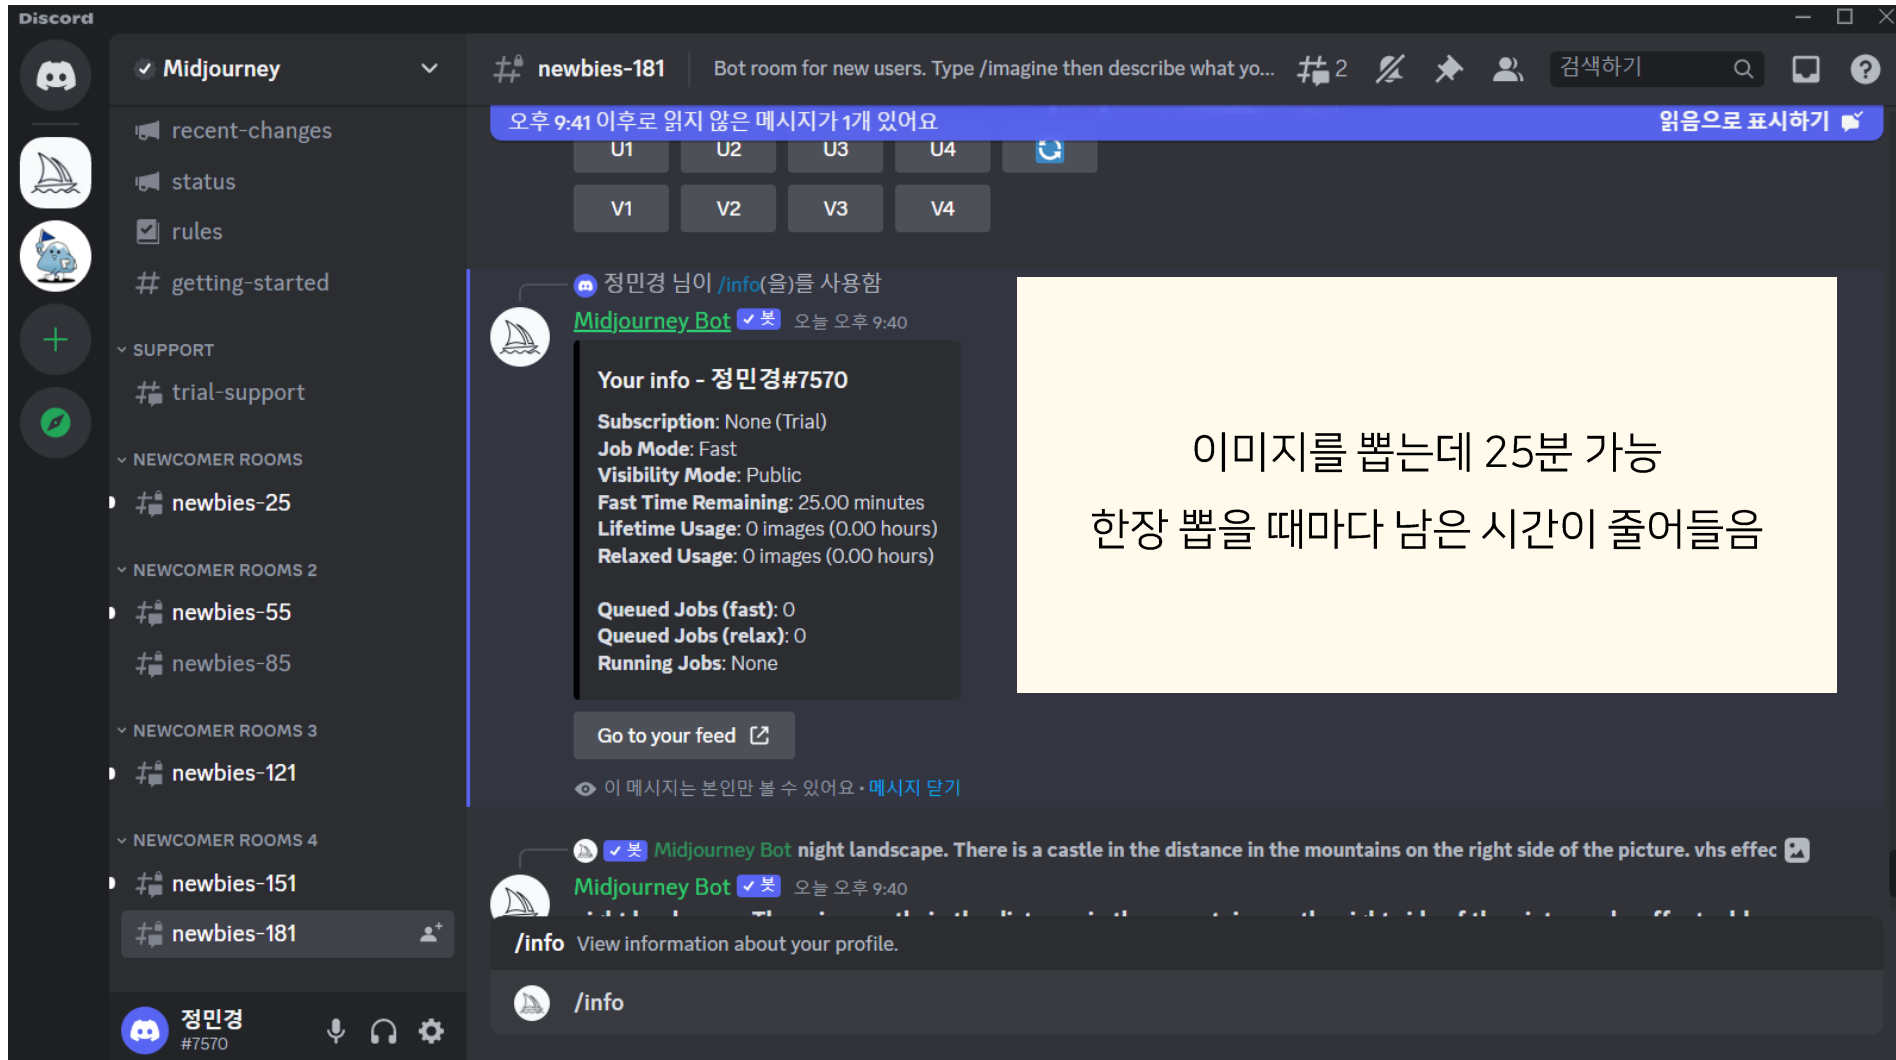 Discord
Midjourney
recent-changes
status
rules
getting-started
SUPPORT
trial-support
NEWCOMER ROOMS
newbies-25
NEWCOMER ROOMS 2
newbies-55
newbies-85
NEWCOMER ROOMS 3
newbies-121
NEWCOMER ROOMS 4
newbies-151
newbies-181
정민경
#7570
newbies-181
Bot room for new users. Type /imagine then describe what yo...
2
검색하기
오후 9:41 이후로 읽지 않은 메시지가 1개 있어요
읽음으로 표시하기
U1 U2 U3 U4
V1 V2 V3 V4
정민경 님이 /info(을)를 사용함
Midjourney Bot ✓ 봇 오늘 오후 9:40
Your info - 정민경#7570
Subscription: None (Trial)
Job Mode: Fast
Visibility Mode: Public
Fast Time Remaining: 25.00 minutes
Lifetime Usage: 0 images (0.00 hours)
Relaxed Usage: 0 images (0.00 hours)
Queued Jobs (fast): 0
Queued Jobs (relax): 0
Running Jobs: None
Go to your feed
이 메시지는 본인만 볼 수 있어요 • 메시지 닫기
이미지를 뽑는데 25분 가능
한장 뽑을 때마다 남은 시간이 줄어들음
✓ 봇 Midjourney Bot night landscape. There is a castle in the distance in the mountains on the right side of the picture. vhs effec
Midjourney Bot ✓ 봇 오늘 오후 9:40
/info View information about your profile.
/info